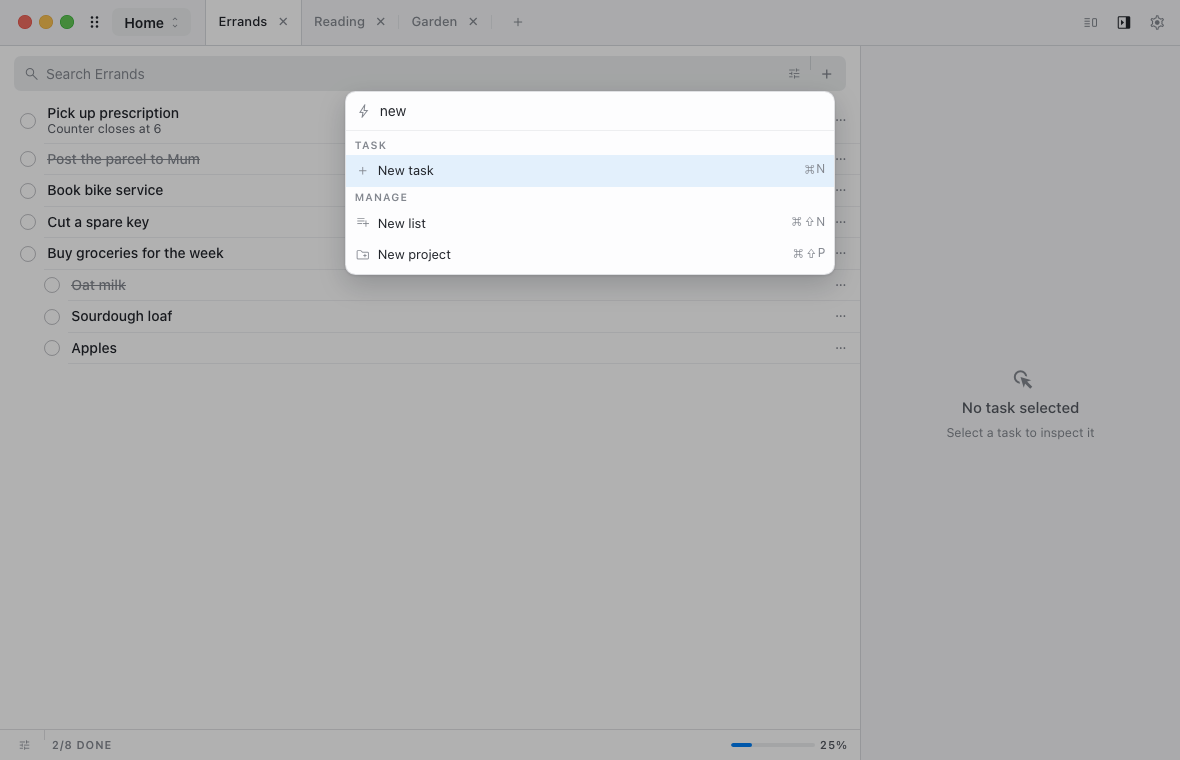 Home
Errands
Reading
Garden
Search Errands
new
TASK
New task ⌘N
MANAGE
New list ⌘⇧N
New project ⌘⇧P
Pick up prescription
Counter closes at 6
Post the parcel to Mum
Book bike service
Cut a spare key
Buy groceries for the week
Oat milk
Sourdough loaf
Apples
No task selected
Select a task to inspect it
2/8 DONE
25%